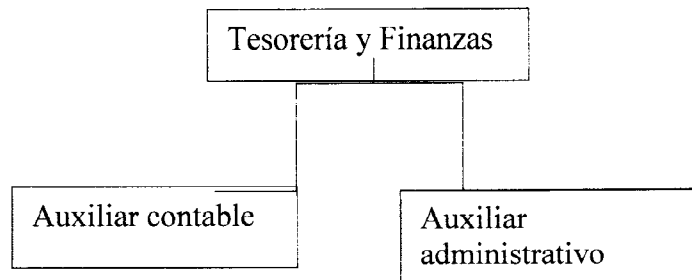 Tesorería y Finanzas
Auxiliar contable
Auxiliar
administrativo